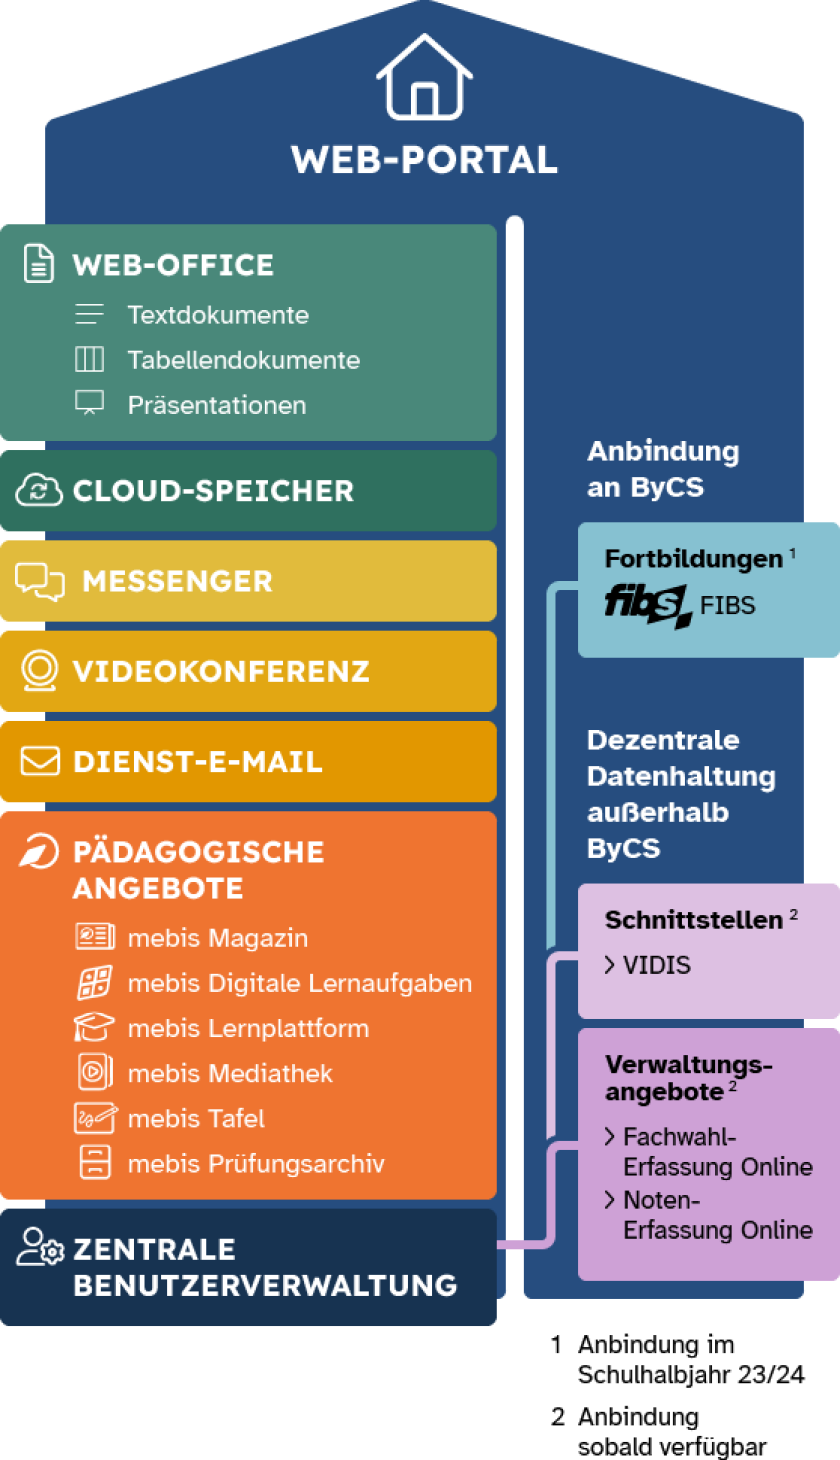 WEB-PORTAL
WEB-OFFICE
Textdokumente
Tabellendokumente
Präsentationen
CLOUD-SPEICHER
MESSENGER
VIDEOKONFERENZ
DIENST-E-MAIL
PÄDAGOGISCHE
ANGEBOTE
mebis Magazin
mebis Digitale Lernaufgaben
mebis Lernplattform
mebis Mediathek
mebis Tafel
mebis Prüfungsarchiv
ZENTRALE
BENUTZERVERWALTUNG
Anbindung
an ByCS
Fortbildungen 1
fibs FIBS
Dezentrale
Datenhaltung
außerhalb
ByCS
Schnittstellen 2
> VIDIS
Verwaltungs-
angebote 2
> Fachwahl-
Erfassung Online
> Noten-
Erfassung Online
1 Anbindung im
Schulhalbjahr 23/24
2 Anbindung
sobald verfügbar